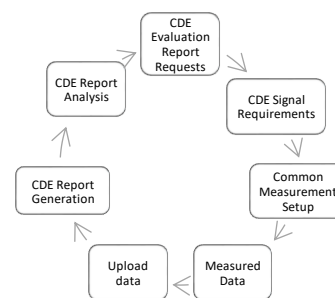 CDE
Evaluation
Report
Requests
CDE Signal
Requirements
Common
Measurement
Setup
Measured
Data
Upload
data
CDE Report
Generation
CDE Report
Analysis